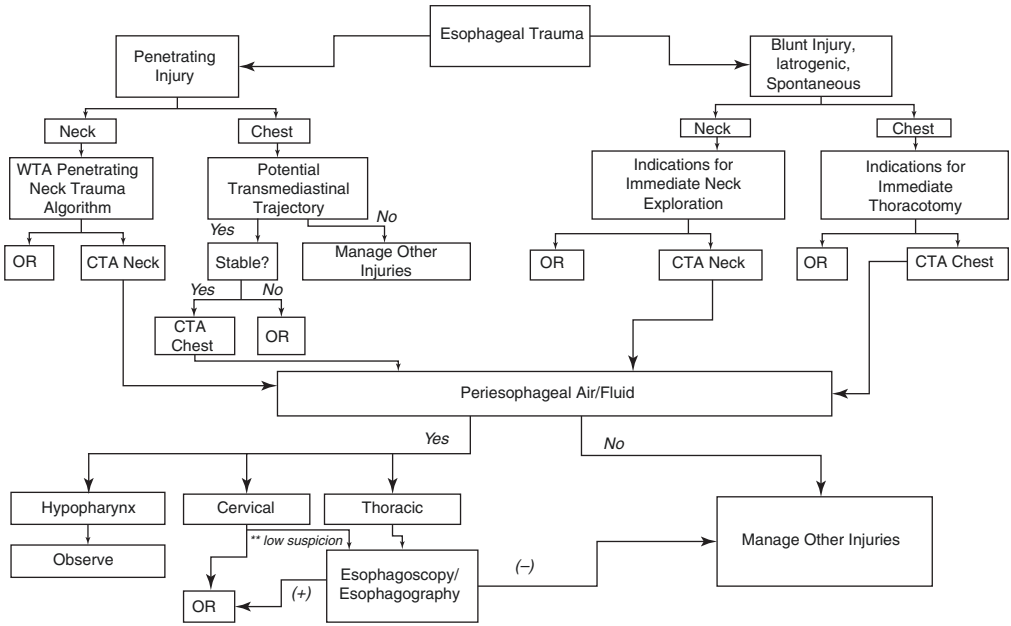 Esophageal Trauma
Penetrating
Injury
Blunt Injury,
Iatrogenic,
Spontaneous
Neck
Chest
Neck
Chest
WTA Penetrating
Neck Trauma
Algorithm
Potential
Transmediastinal
Trajectory
Indications for
Immediate Neck
Exploration
Indications for
Immediate
Thoracotomy
Yes
No
OR
CTA Neck
Stable?
Manage Other
Injuries
OR
CTA Neck
OR
CTA Chest
Yes
No
CTA
Chest
OR
Periesophageal Air/Fluid
Yes
No
Hypopharynx
Cervical
Thoracic
** low suspicion
Observe
Esophagoscopy/
Esophagography
Manage Other Injuries
(+)
(–)
OR